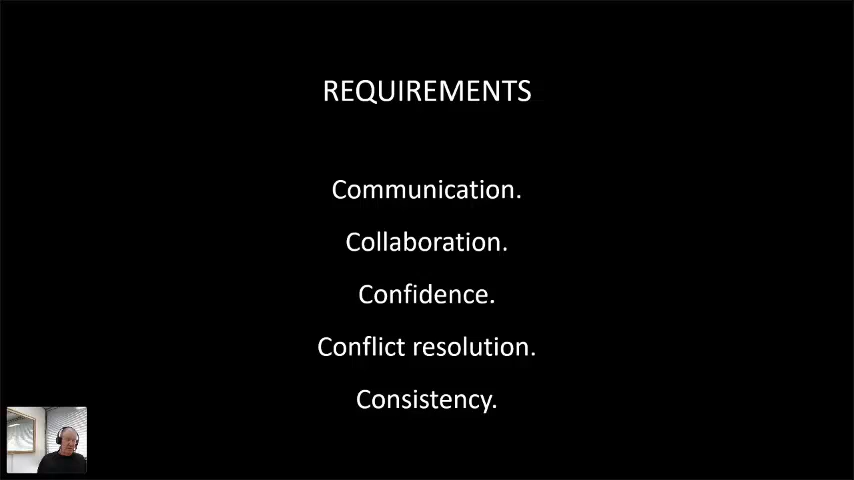 REQUIREMENTS
Communication.
Collaboration.
Confidence.
Conflict resolution.
Consistency.